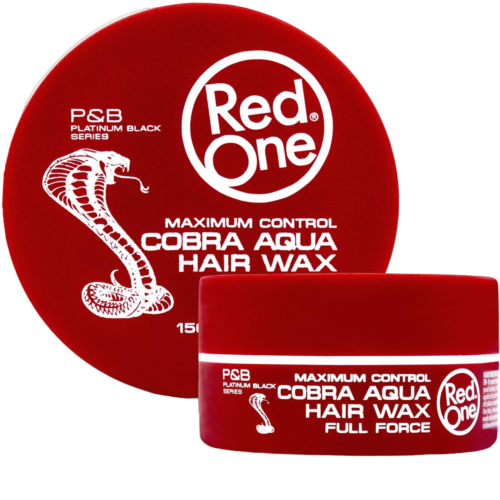 Red®
One
P&B
PLATINUM BLACK
SERIES
MAXIMUM CONTROL
COBRA AQUA
HAIR WAX
P&B
PLATINUM BLACK
SERIES
MAXIMUM CONTROL
COBRA AQUA
HAIR WAX
FULL FORCE
Red
One